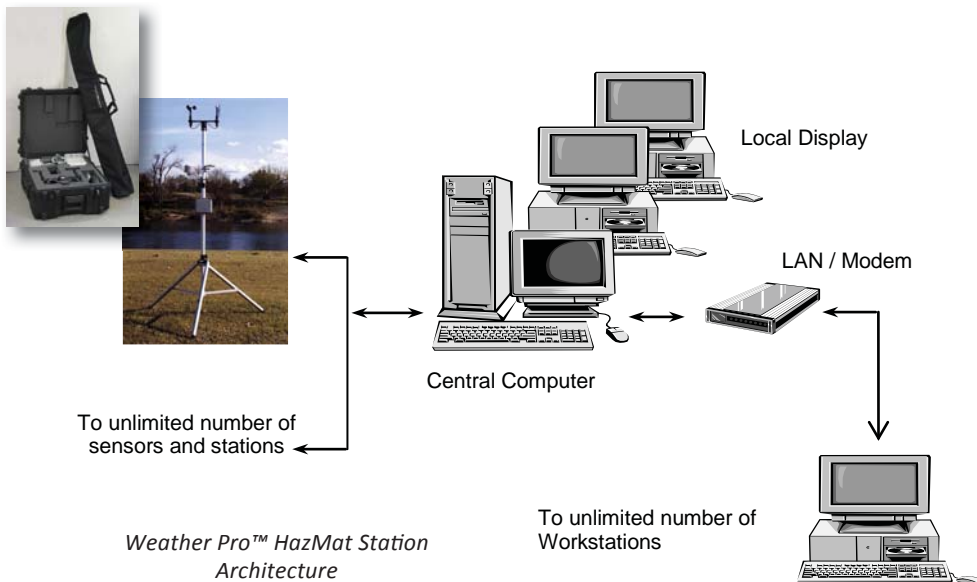 Local Display
LAN / Modem
Central Computer
To unlimited number of
sensors and stations
To unlimited number of
Workstations
Weather Pro™ HazMat Station
Architecture